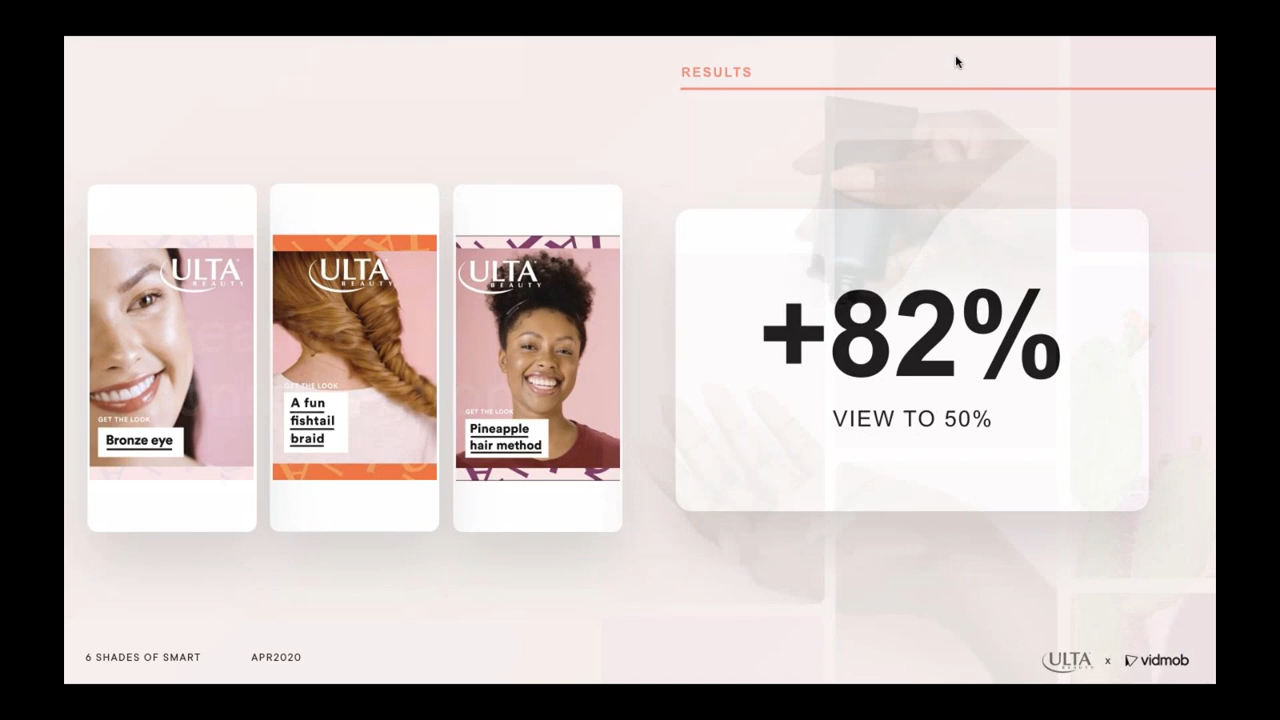 RESULTS
ULTA
BEAUTY
GET THE LOOK
Bronze eye
ULTA
BEAUTY
GET THE LOOK
A fun
fishtail
braid
ULTA
BEAUTY
GET THE LOOK
Pineapple
hair method
+82%
VIEW TO 50%
6 SHADES OF SMART
APR2020
ULTA
BEAUTY
x
vidmob